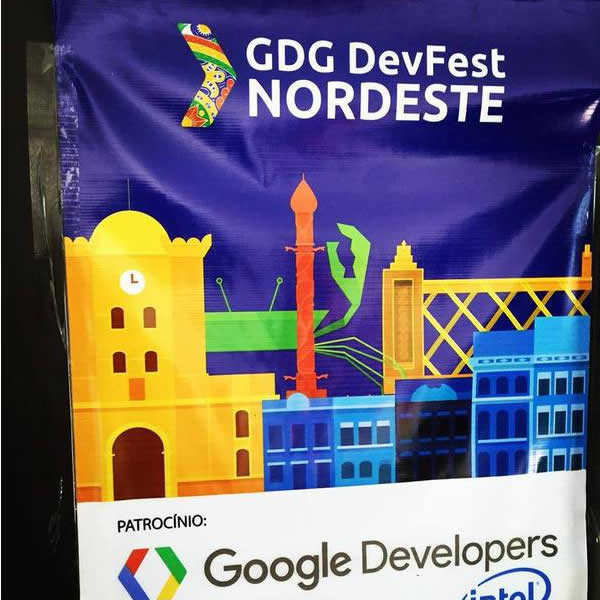 GDG DevFest
NORDESTE
PATROCÍNIO:
Google Developers
intel